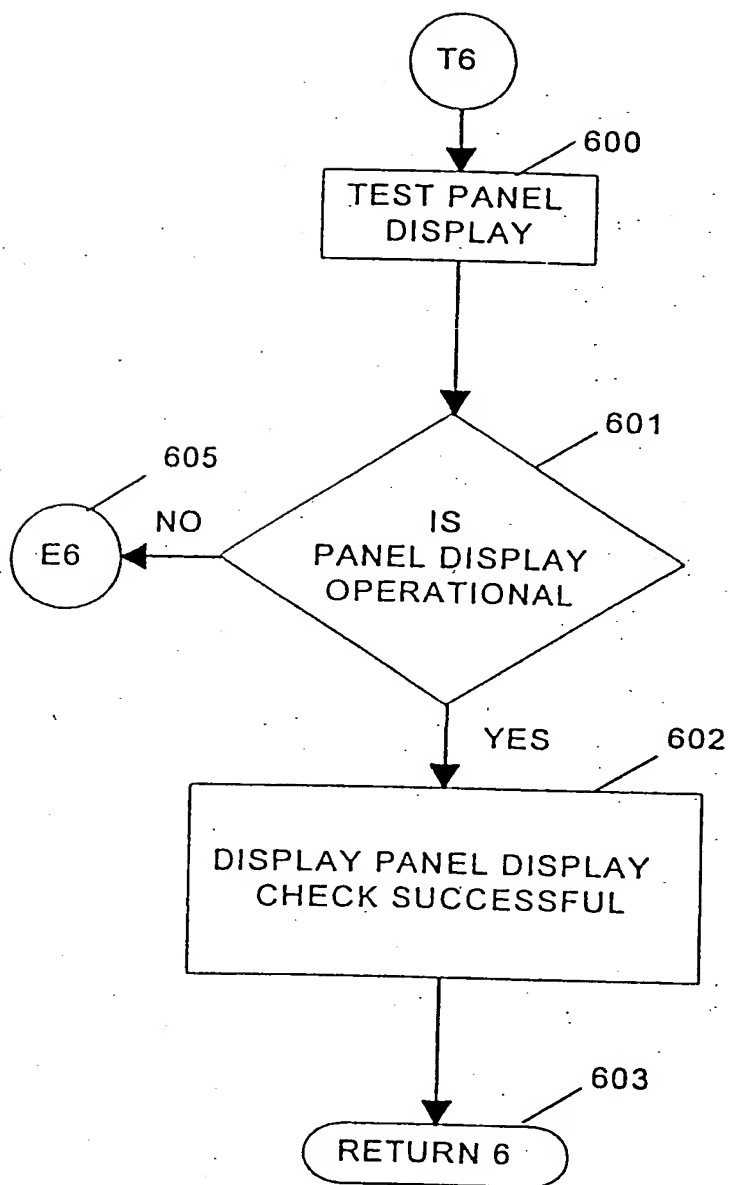 T6
600
TEST PANEL
DISPLAY
601
605
NO
E6
IS
PANEL DISPLAY
OPERATIONAL
YES
602
DISPLAY PANEL DISPLAY
CHECK SUCCESSFUL
603
RETURN 6